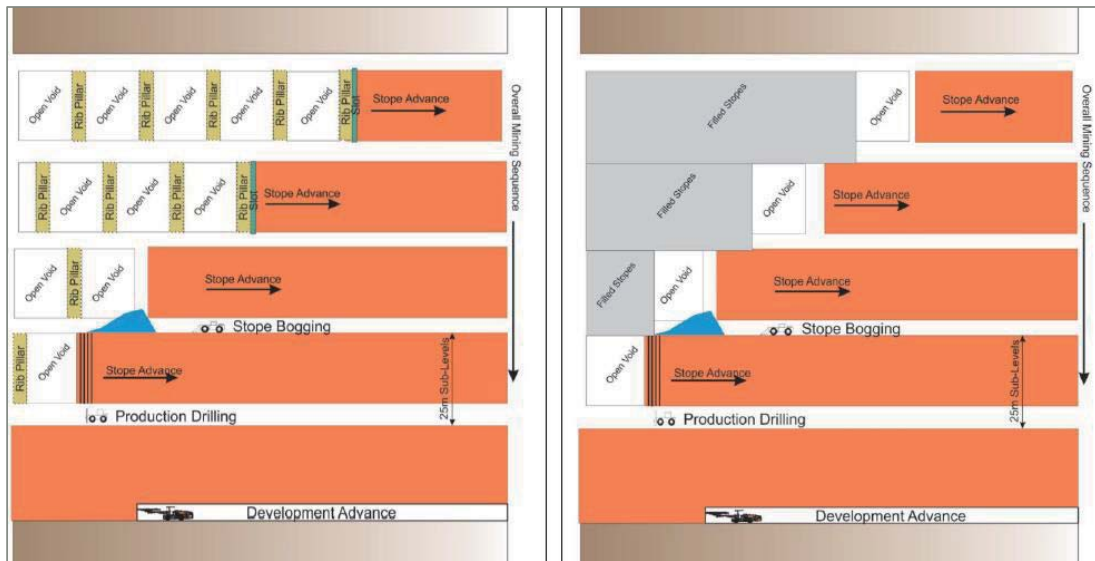 Open Void
Rib Pillar
Open Void
Rib Pillar
Open Void
Rib Pillar
Open Void
Rib Pillar
Open Void
Rib Pillar
Slot
Stope Advance
Rib Pillar
Open Void
Rib Pillar
Open Void
Rib Pillar
Open Void
Rib Pillar
Slot
Stope Advance
Open Void
Rib Pillar
Open Void
Stope Advance
Stope Bogging
Rib Pillar
Open Void
Stope Advance
25m Sub-Levels
Production Drilling
Development Advance
Overall Mining Sequence
Filled Stopes
Open Void
Stope Advance
Filled Stopes
Open Void
Stope Advance
Filled Stopes
Open Void
Stope Advance
Stope Bogging
Open Void
Stope Advance
25m Sub-Levels
Production Drilling
Development Advance
Overall Mining Sequence